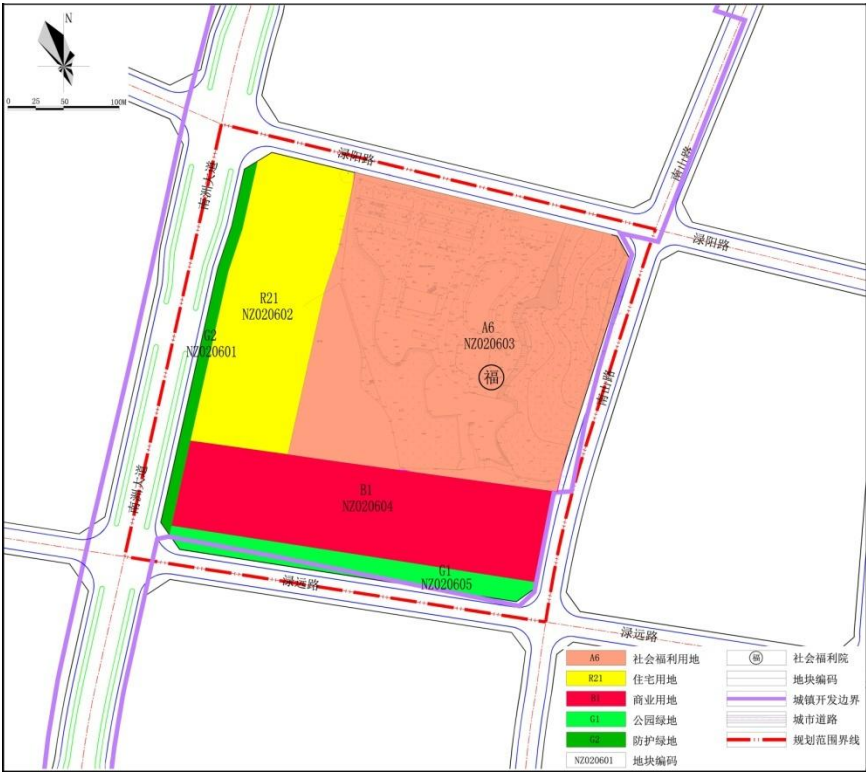 N
0 25 50 100M
渌阳路
南洲大道
南山路
渌阳路
R21
NZ020602
A6
NZ020603
福
G2
NZ020601
南山路
南洲大道
B1
NZ020604
G1
NZ020605
渌远路
渌远路
A6 社会福利用地
R21 住宅用地
B1 商业用地
G1 公园绿地
G2 防护绿地
NZ020601 地块编码
福 社会福利院
地块编码
城镇开发边界
城市道路
规划范围界线